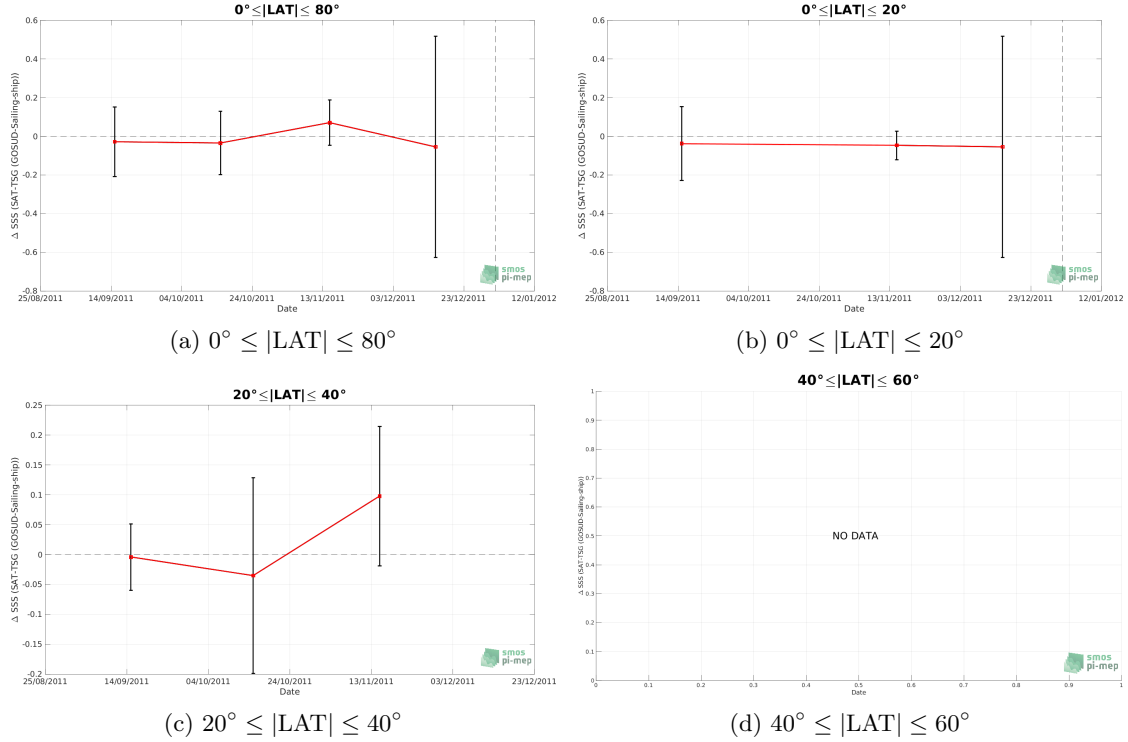 0°≤|LAT|≤ 80°
0.6
0.4
0.2
0
-0.2
-0.4
-0.6
-0.8
Δ SSS (SAT-TSG (GOSUD-Sailing-ship))
25/08/2011 14/09/2011 04/10/2011 24/10/2011 13/11/2011 03/12/2011 23/12/2011 12/01/2012
Date
smos
pi-mep
(a) 0° ≤ |LAT| ≤ 80°
0°≤|LAT|≤ 20°
0.6
0.4
0.2
0
-0.2
-0.4
-0.6
-0.8
Δ SSS (SAT-TSG (GOSUD-Sailing-ship))
25/08/2011 14/09/2011 04/10/2011 24/10/2011 13/11/2011 03/12/2011 23/12/2011 12/01/2012
Date
smos
pi-mep
(b) 0° ≤ |LAT| ≤ 20°
20°≤|LAT|≤ 40°
0.25
0.2
0.15
0.1
0.05
0
-0.05
-0.1
-0.15
-0.2
Δ SSS (SAT-TSG (GOSUD-Sailing-ship))
25/08/2011 14/09/2011 04/10/2011 24/10/2011 13/11/2011 03/12/2011 23/12/2011
Date
smos
pi-mep
(c) 20° ≤ |LAT| ≤ 40°
40°≤|LAT|≤ 60°
1
0.9
0.8
0.7
0.6
0.5
0.4
0.3
0.2
0.1
0
Δ SSS (SAT-TSG (GOSUD-Sailing-ship))
NO DATA
0 0.1 0.2 0.3 0.4 0.5 0.6 0.7 0.8 0.9 1
Date
smos
pi-mep
(d) 40° ≤ |LAT| ≤ 60°